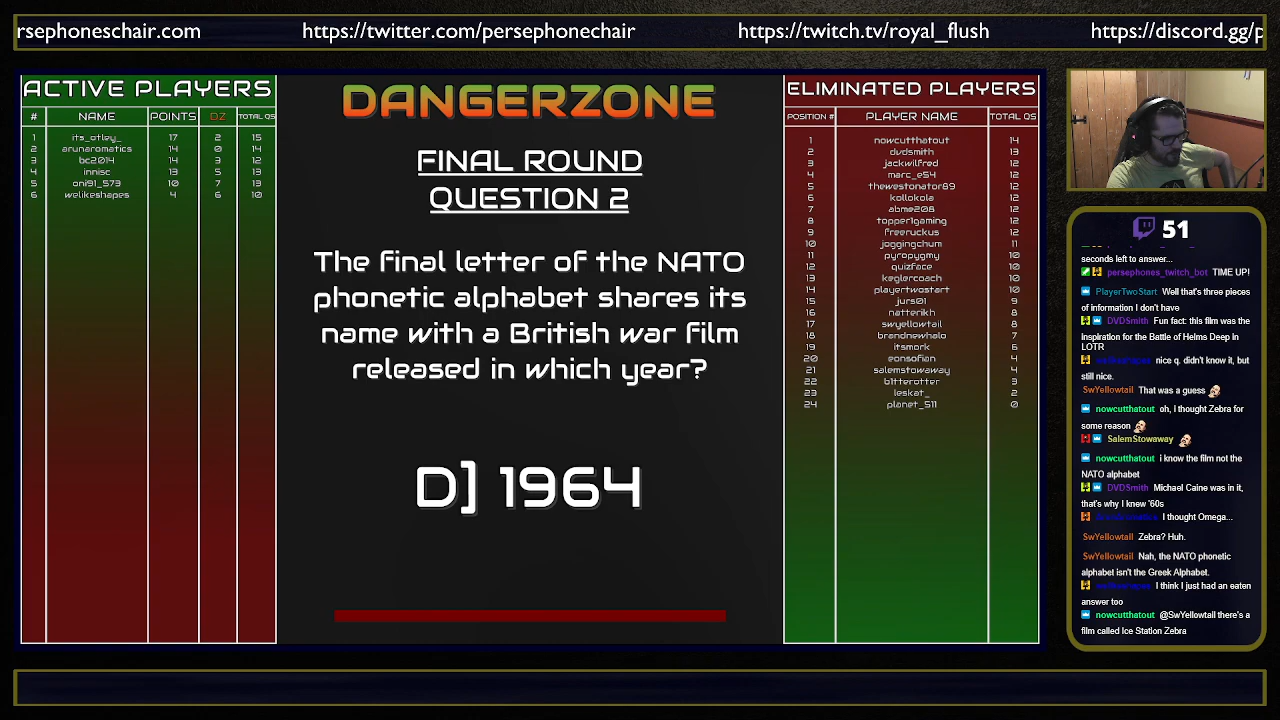 rsephoneschair.com https://twitter.com/persephonechair https://twitch.tv/royal_flush https://discord.gg/p
ACTIVE PLAYERS
# NAME POINTS DZ TOTAL QS
1 its_otley_ 17 2 15
2 arunaromatics 14 0 14
3 bc2014 14 3 12
4 innisc 13 5 13
5 oni91_573 10 7 13
6 welikeshapes 4 6 10
DANGERZONE
FINAL ROUND
QUESTION 2
The final letter of the NATO
phonetic alphabet shares its
name with a British war film
released in which year?
D] 1964
ELIMINATED PLAYERS
POSITION # PLAYER NAME TOTAL QS
1 nowcutthatout 14
2 dvdsmith 13
3 jackwilfred 12
4 marc_e54 12
5 thewestonator89 12
6 kollokola 12
7 abme208 12
8 topper1gaming 12
9 freeruckus 12
10 joggingchum 11
11 pyropygmy 10
12 quizface 10
13 keglercoach 10
14 playertwostart 10
15 jurs01 9
16 natterikh 8
17 swyellowtail 8
18 brandnewhalo 7
19 itsmork 6
20 eonsofian 4
21 salemstowaway 4
22 b1tterotter 3
23 leskat_ 2
24 planet_511 0
51
seconds left to answer...
persephones_twitch_bot TIME UP!
PlayerTwoStart Well that's three pieces
of information I don't have
DVDSmith Fun fact: this film was the
inspiration for the Battle of Helms Deep in
LOTR
nice q. didn't know it, but
still nice.
SwYellowtail That was a guess
nowcutthatout oh, I thought Zebra for
some reason
SalemStowaway
nowcutthatout i know the film not the
NATO alphabet
DVDSmith Michael Caine was in it,
that's why I knew '60s
I thought Omega...
SwYellowtail Zebra? Huh.
SwYellowtail Nah, the NATO phonetic
alphabet isn't the Greek Alphabet.
I think I just had an eaten
answer too
nowcutthatout @SwYellowtail there's a
film called Ice Station Zebra